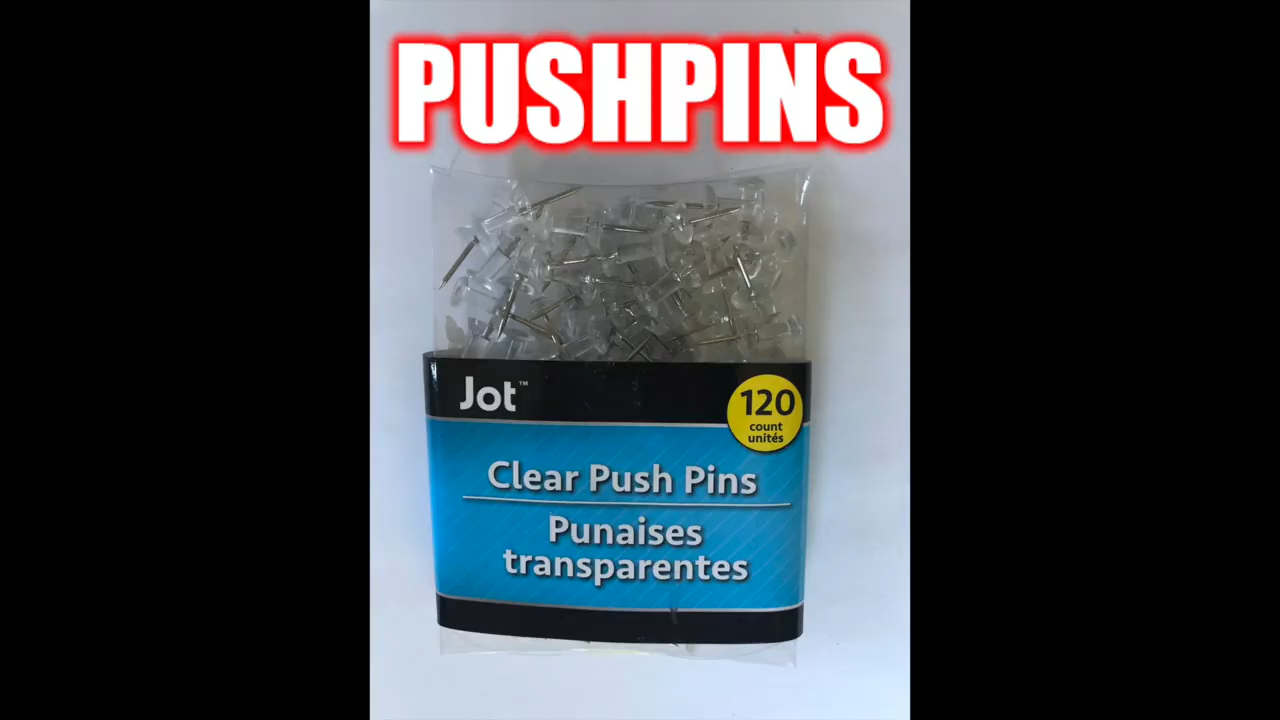 PUSHPINS
Jot™
120
count
unités
Clear Push Pins
Punaises
transparentes